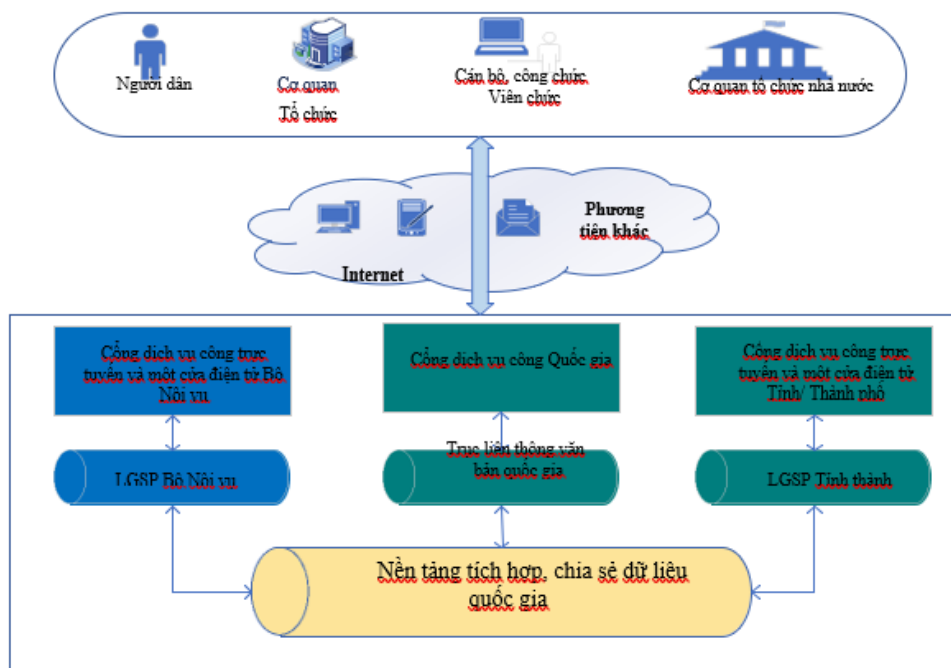 Người dân
Cơ quan
Tổ chức
Cán bộ, công chức
Viên chức
Cơ quan tổ chức nhà nước
Phương
tiện khác
Internet
Cổng dịch vụ công trực
tuyến và một cửa điện tử Bộ
Nội vụ
Cổng dịch vụ công Quốc gia
Cổng dịch vụ công trực
tuyến và một cửa điện tử
Tỉnh/ Thành phố
LGSP Bộ Nội vụ
Trục liên thông văn
bản quốc gia
LGSP Tỉnh thành
Nền tảng tích hợp, chia sẻ dữ liệu
quốc gia